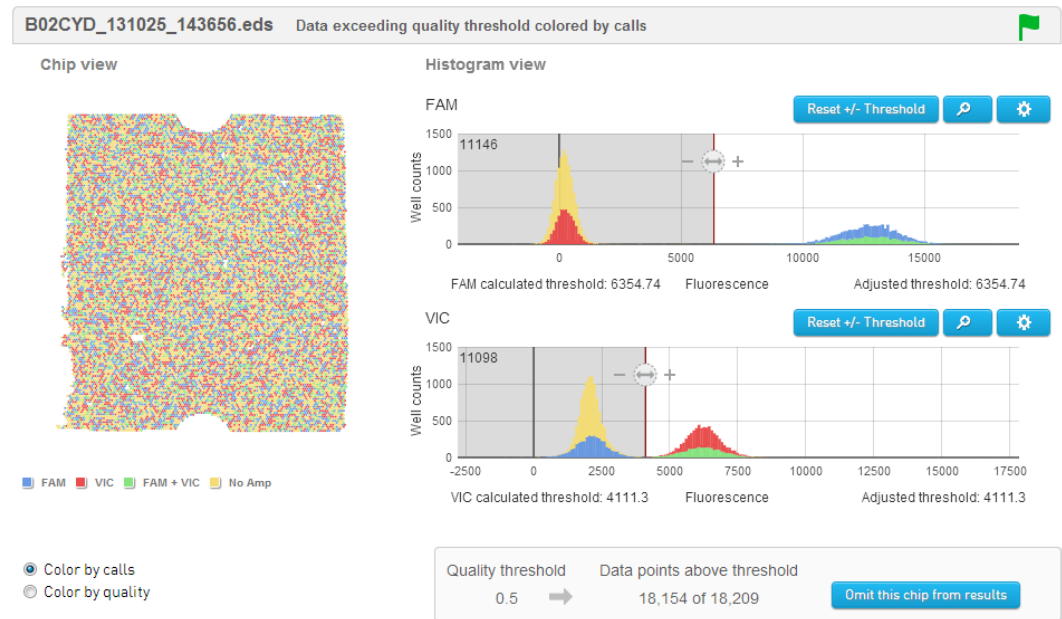 B02CYD_131025_143656.eds Data exceeding quality threshold colored by calls
Chip view
Histogram view
FAM
Reset +/- Threshold
1500
1000
500
0
Well counts
11146
− +
0 5000 10000 15000
FAM calculated threshold: 6354.74 Fluorescence Adjusted threshold: 6354.74
VIC
Reset +/- Threshold
1500
1000
500
0
Well counts
11098
− +
-2500 0 2500 5000 7500 10000 12500 15000 17500
VIC calculated threshold: 4111.3 Fluorescence Adjusted threshold: 4111.3
FAM VIC FAM + VIC No Amp
Color by calls
Color by quality
Quality threshold Data points above threshold
0.5 18,154 of 18,209
Omit this chip from results